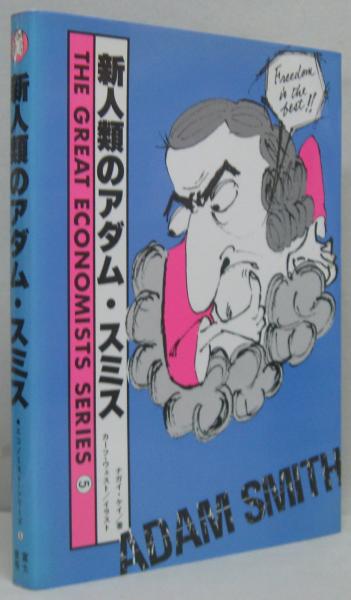 新人類のアダム・スミス
THE GREAT ECONOMISTS SERIES 5
ナガイ・ケイ/著
カーツ・ウェスト/イラスト
Freedom
is the
best!!
ADAM SMITH
新人類のアダム・スミス